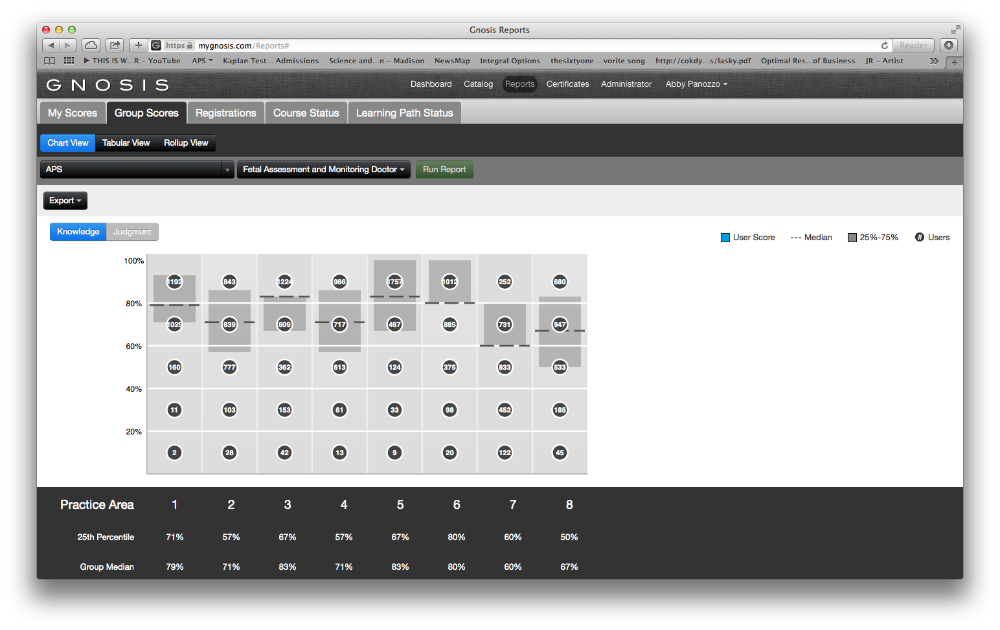 Gnosis Reports
https mygnosis.com/Reports# Reader
THIS IS W...R – YouTube APS Kaplan Test... Admissions Science and...n – Madison NewsMap Integral Options thesixtyone ...vorite song http://cokdy...s/lasky.pdf Optimal Res...of Business JR – Artist
GNOSIS Dashboard Catalog Reports Certificates Administrator Abby Panozzo
My Scores Group Scores Registrations Course Status Learning Path Status
Chart View Tabular View Rollup View
APS Fetal Assessment and Monitoring Doctor Run Report
Export
Knowledge Judgment
User Score Median 25%-75% # Users
100%
1192 843 1224 986 1757 1012 252 680
80%
1025 639 609 717 467 885 731 947
60%
160 777 362 613 124 375 833 533
40%
11 103 153 61 33 98 452 185
20%
2 28 42 13 9 20 122 45
Practice Area 1 2 3 4 5 6 7 8
25th Percentile 71% 57% 67% 57% 67% 80% 60% 50%
Group Median 79% 71% 83% 71% 83% 80% 60% 67%